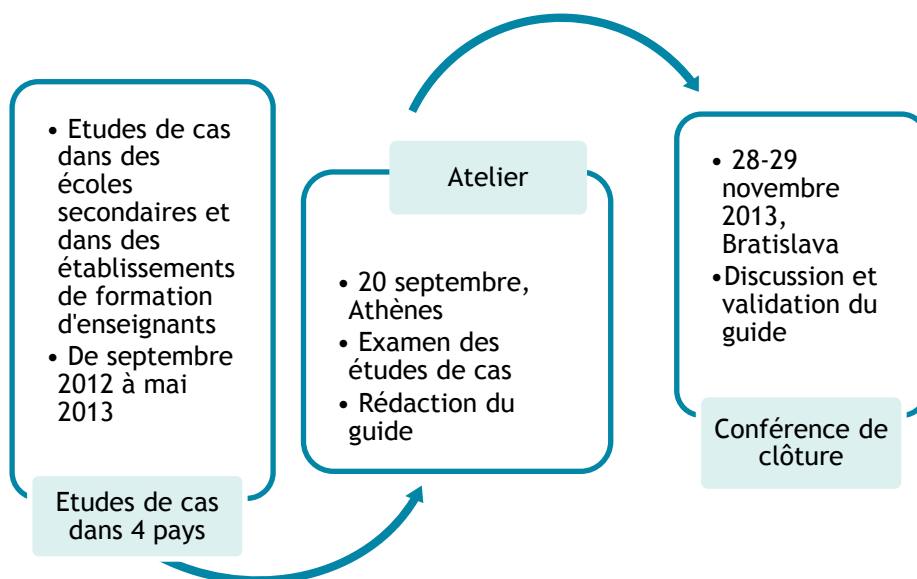 • Etudes de cas
dans des
écoles
secondaires et
dans des
établissements
de formation
d'enseignants
• De septembre
2012 à mai
2013
Etudes de cas
dans 4 pays
Atelier
• 20 septembre,
Athènes
• Examen des
études de cas
• Rédaction du
guide
• 28-29
novembre
2013,
Bratislava
•Discussion et
validation du
guide
Conférence de
clôture